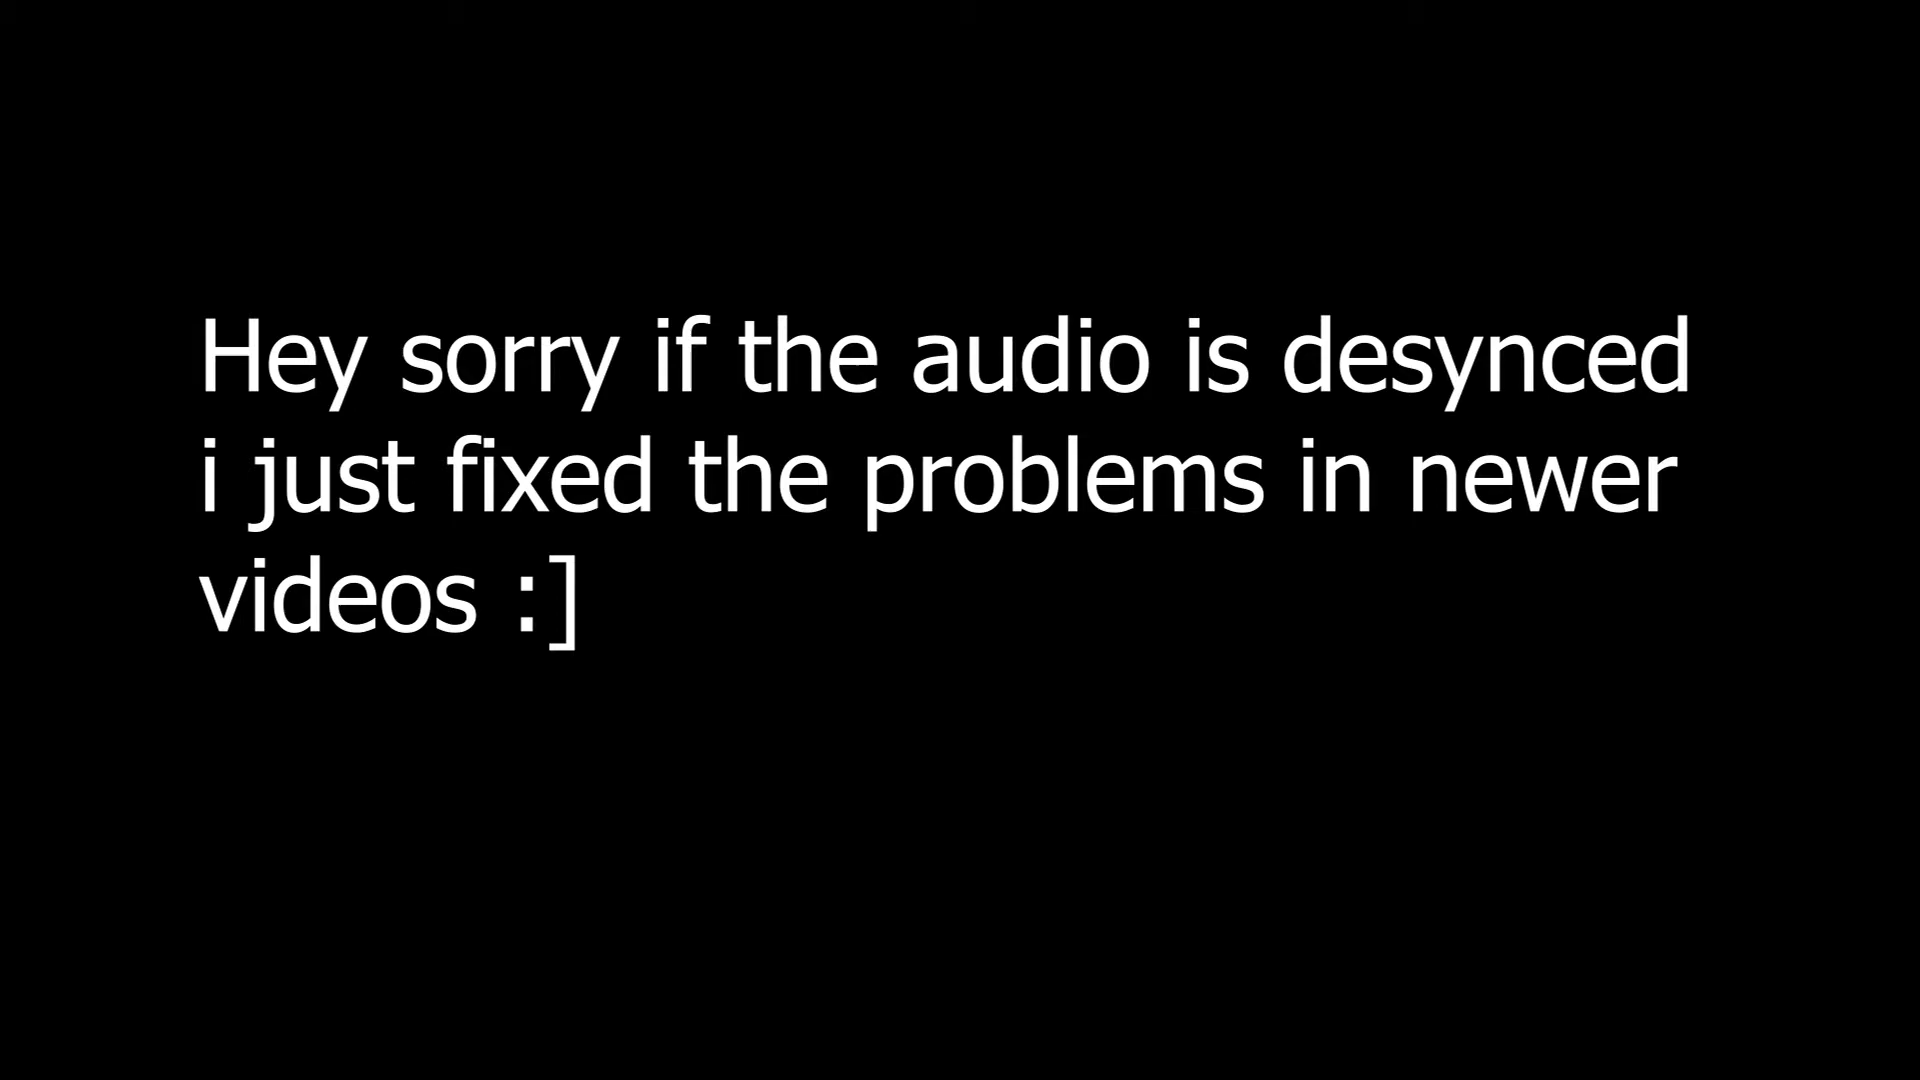 Hey sorry if the audio is desynced
i just fixed the problems in newer
videos :]